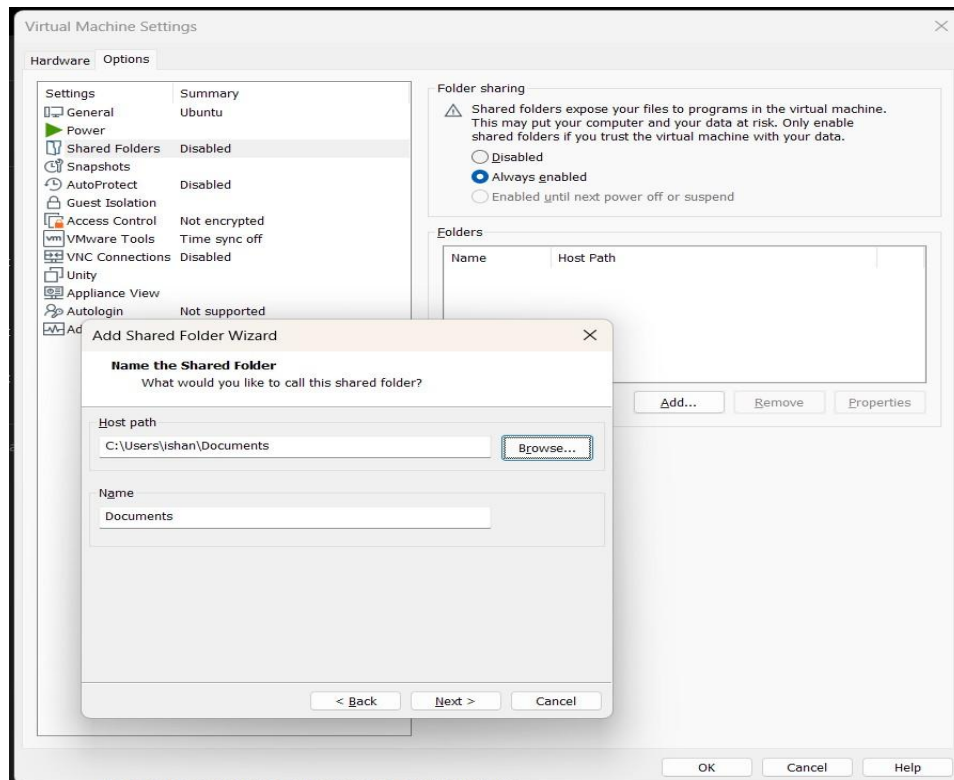 Virtual Machine Settings
Hardware Options
Settings Summary
General Ubuntu
Power
Shared Folders Disabled
Snapshots
AutoProtect Disabled
Guest Isolation
Access Control Not encrypted
vm VMware Tools Time sync off
VNC Connections Disabled
Unity
Appliance View
Autologin Not supported
Ad
Folder sharing
Shared folders expose your files to programs in the virtual machine.
This may put your computer and your data at risk. Only enable
shared folders if you trust the virtual machine with your data.
Disabled
Always enabled
Enabled until next power off or suspend
Folders
Name Host Path
Add... Remove Properties
Add Shared Folder Wizard
Name the Shared Folder
What would you like to call this shared folder?
Host path
C:\Users\ishan\Documents
Browse...
Name
Documents
< Back Next > Cancel
OK Cancel Help